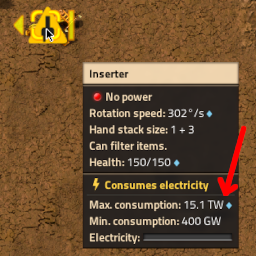 Inserter
No power
Rotation speed: 302°/s
Hand stack size: 1 + 3
Can filter items.
Health: 150/150
Consumes electricity
Max. consumption: 15.1 TW
Min. consumption: 400 GW
Electricity: